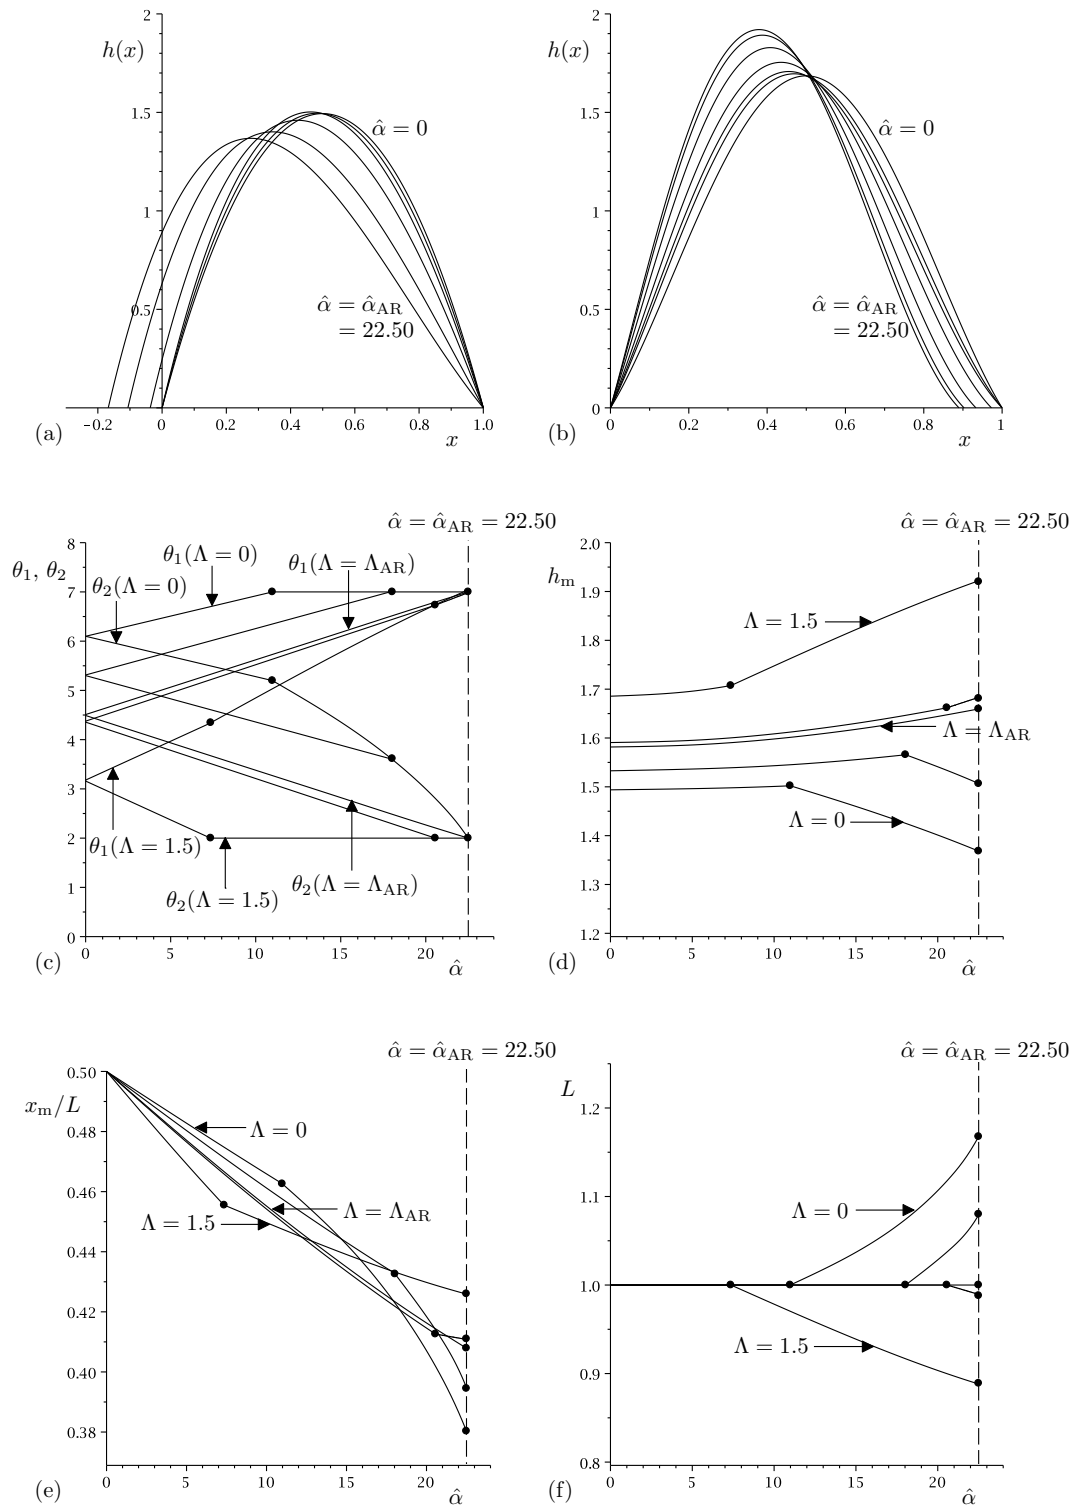 2 2
h(x) h(x)
1.5 1.5
α̂ = 0 α̂ = 0
1 1
α̂ = α̂_AR α̂ = α̂_AR
0.5 = 22.50 0.5 = 22.50
0
−0.2 0 0.2 0.4 0.6 0.8 1.0 0 0.2 0.4 0.6 0.8 1
(a) x (b) x
α̂ = α̂_AR = 22.50 α̂ = α̂_AR = 22.50
8 2.0
θ₁, θ₂ θ₁(Λ = 0) θ₁(Λ = Λ_AR) h_m
7 θ₂(Λ = 0) 1.9
Λ = 1.5
6 1.8
5 1.7
Λ = Λ_AR
4 1.6
3 1.5
θ₁(Λ = 1.5) Λ = 0
2 1.4
θ₂(Λ = 1.5) θ₂(Λ = Λ_AR)
1 1.3
0 1.2
0 5 10 15 20 0 5 10 15 20
(c) α̂ (d) α̂
α̂ = α̂_AR = 22.50 α̂ = α̂_AR = 22.50
0.50 L
x_m/L 1.2
0.48 Λ = 0
0.46 1.1
Λ = 1.5 Λ = Λ_AR Λ = 0
0.44 1.0
0.42
Λ = 1.5
0.40 0.9
0.38 0.8
0 10 20 0 5 10 15 20
(e) α̂ (f) α̂